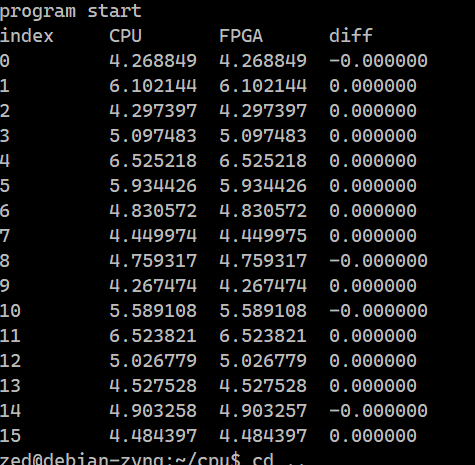 program start
index CPU FPGA diff
0 4.268849 4.268849 -0.000000
1 6.102144 6.102144 0.000000
2 4.297397 4.297397 0.000000
3 5.097483 5.097483 0.000000
4 6.525218 6.525218 0.000000
5 5.934426 5.934426 0.000000
6 4.830572 4.830572 0.000000
7 4.449974 4.449975 0.000000
8 4.759317 4.759317 -0.000000
9 4.267474 4.267474 0.000000
10 5.589108 5.589108 -0.000000
11 6.523821 6.523821 0.000000
12 5.026779 5.026779 0.000000
13 4.527528 4.527528 0.000000
14 4.903258 4.903257 -0.000000
15 4.484397 4.484397 0.000000
zed@debian-zynq:~/cpu$ cd ..